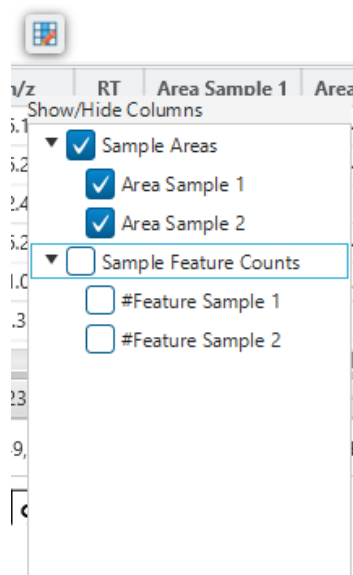 RT Area Sample 1 Area
Show/Hide Columns
Sample Areas
Area Sample 1
Area Sample 2
Sample Feature Counts
#Feature Sample 1
#Feature Sample 2